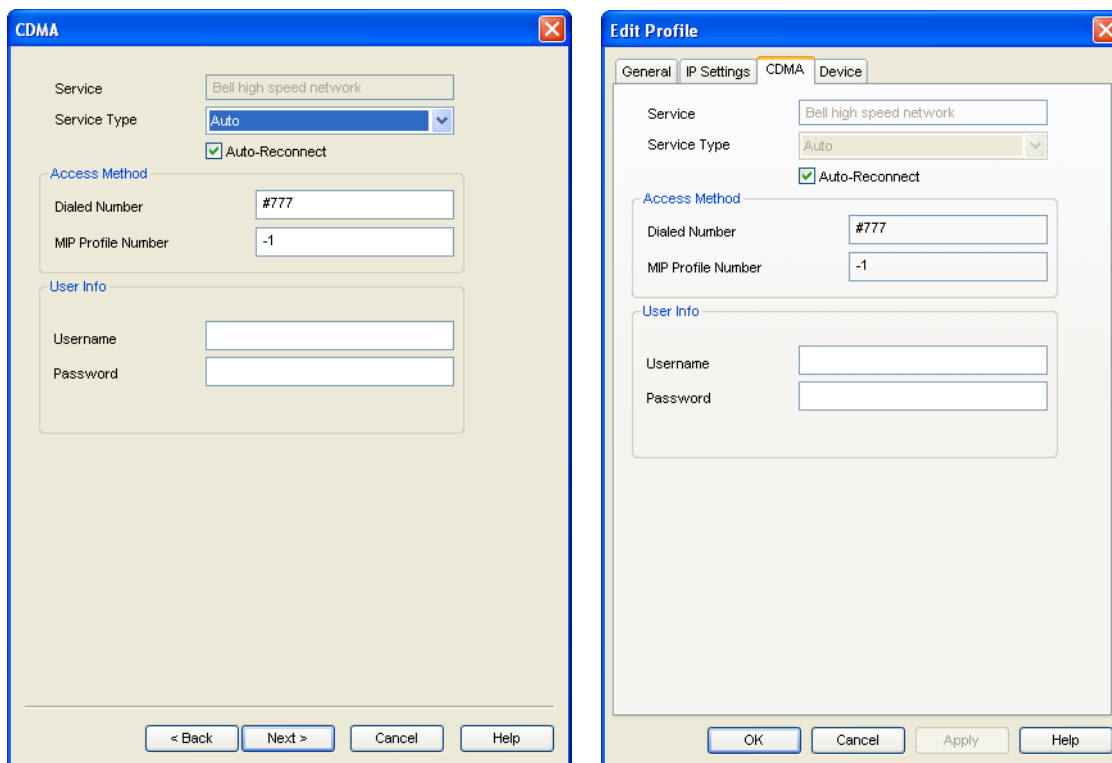 CDMA
Service Bell high speed network
Service Type Auto
Auto-Reconnect
Access Method
Dialed Number #777
MIP Profile Number -1
User Info
Username
Password
< Back Next > Cancel Help
Edit Profile
General IP Settings CDMA Device
Service Bell high speed network
Service Type Auto
Auto-Reconnect
Access Method
Dialed Number #777
MIP Profile Number -1
User Info
Username
Password
OK Cancel Apply Help